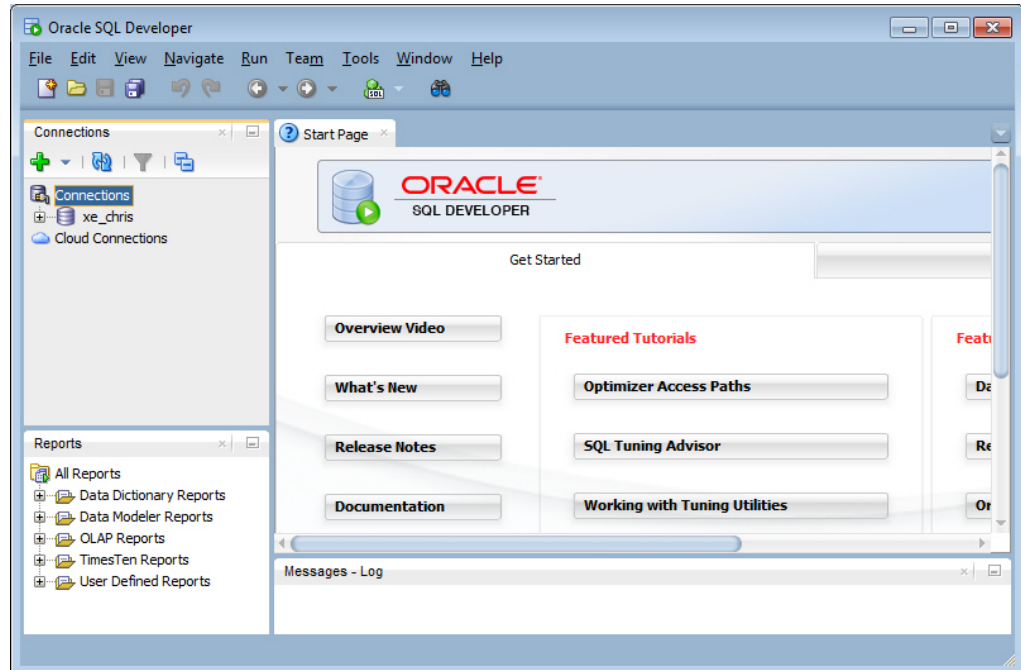 Oracle SQL Developer
File Edit View Navigate Run Team Tools Window Help
SQL
Connections
Connections
xe_chris
Cloud Connections
Reports
All Reports
Data Dictionary Reports
Data Modeler Reports
OLAP Reports
TimesTen Reports
User Defined Reports
Start Page
ORACLE
SQL DEVELOPER
Get Started
Overview Video
What's New
Release Notes
Documentation
Featured Tutorials
Optimizer Access Paths
SQL Tuning Advisor
Working with Tuning Utilities
Messages - Log